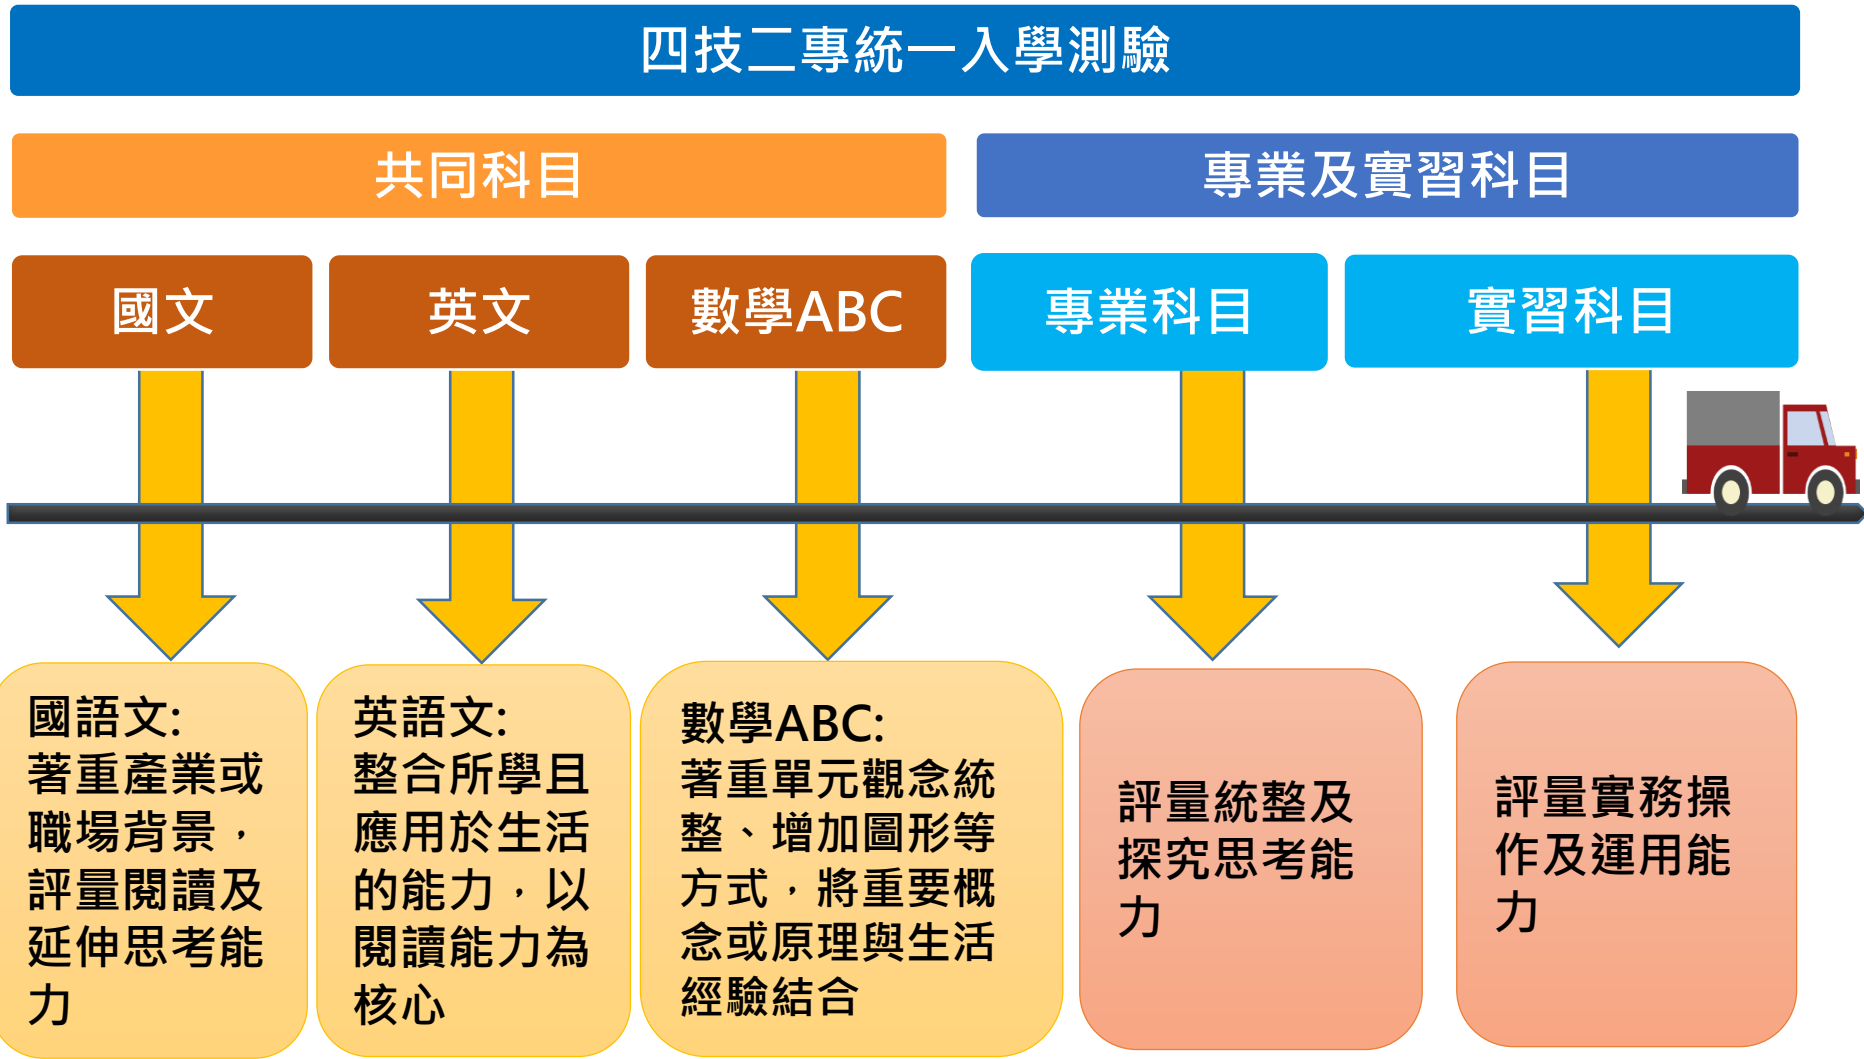 四技二專統一入學測驗
共同科目
專業及實習科目
國文
英文
數學ABC
專業科目
實習科目
國語文:
著重產業或
職場背景，
評量閱讀及
延伸思考能
力
英語文:
整合所學且
應用於生活
的能力，以
閱讀能力為
核心
數學ABC:
著重單元觀念統
整、增加圖形等
方式，將重要概
念或原理與生活
經驗結合
評量統整及
探究思考能
力
評量實務操
作及運用能
力